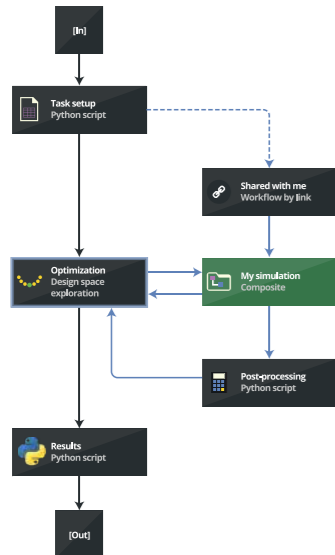 [In]
Task setup
Python script
Shared with me
Workflow by link
Optimization
Design space
exploration
My simulation
Composite
Post-processing
Python script
Results
Python script
[Out]